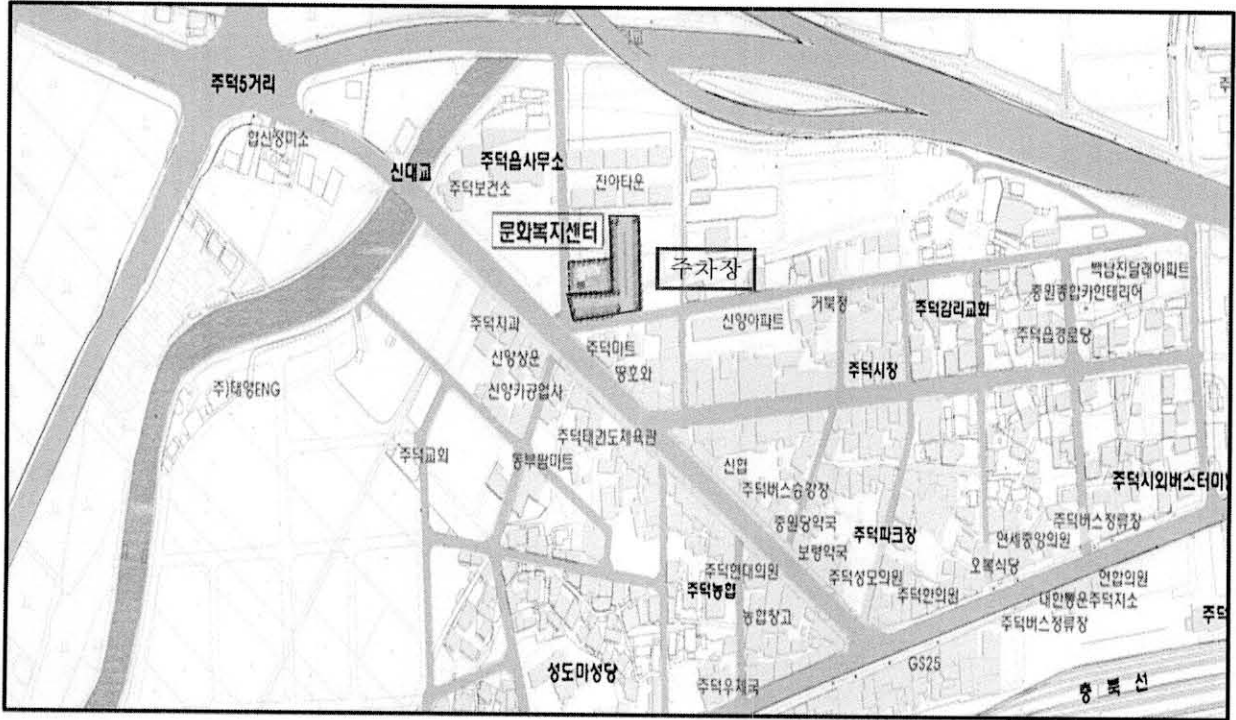 주덕5거리
합신정미소
신대교
주덕읍사무소
주덕보건소
진아타운
문화복지센터
주차장
백남진달래아파트
중원종합카인테리어
거북정
주덕감리교회
신양아파트
주덕읍경로당
주덕치과
주덕마트
신양상운
땅호와
주덕시장
주)태양ENG
신양가공업사
주덕태권도체육관
주덕교회
동부팜마트
신협
주덕버스승강장
주덕시외버스터미
중원당약국
주덕파크장
주덕버스정류장
연세중앙의원
보령약국
오복식당
주덕현대의원
주덕성모의원
연합의원
주덕농협
주덕한의원
대한통운주덕지소
농협창고
주덕버스정류장
주덕
성도마성당
GS25
주덕우체국
충 북 선